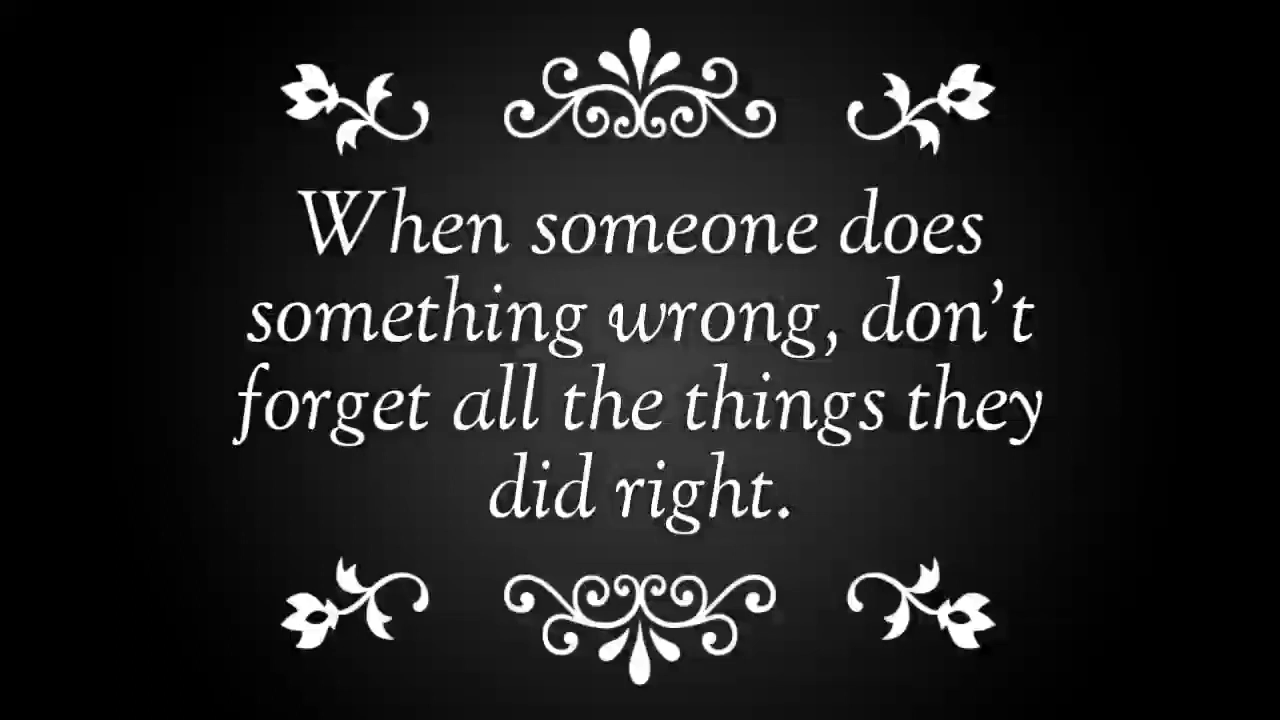 When someone does
something wrong, don’t
forget all the things they
did right.